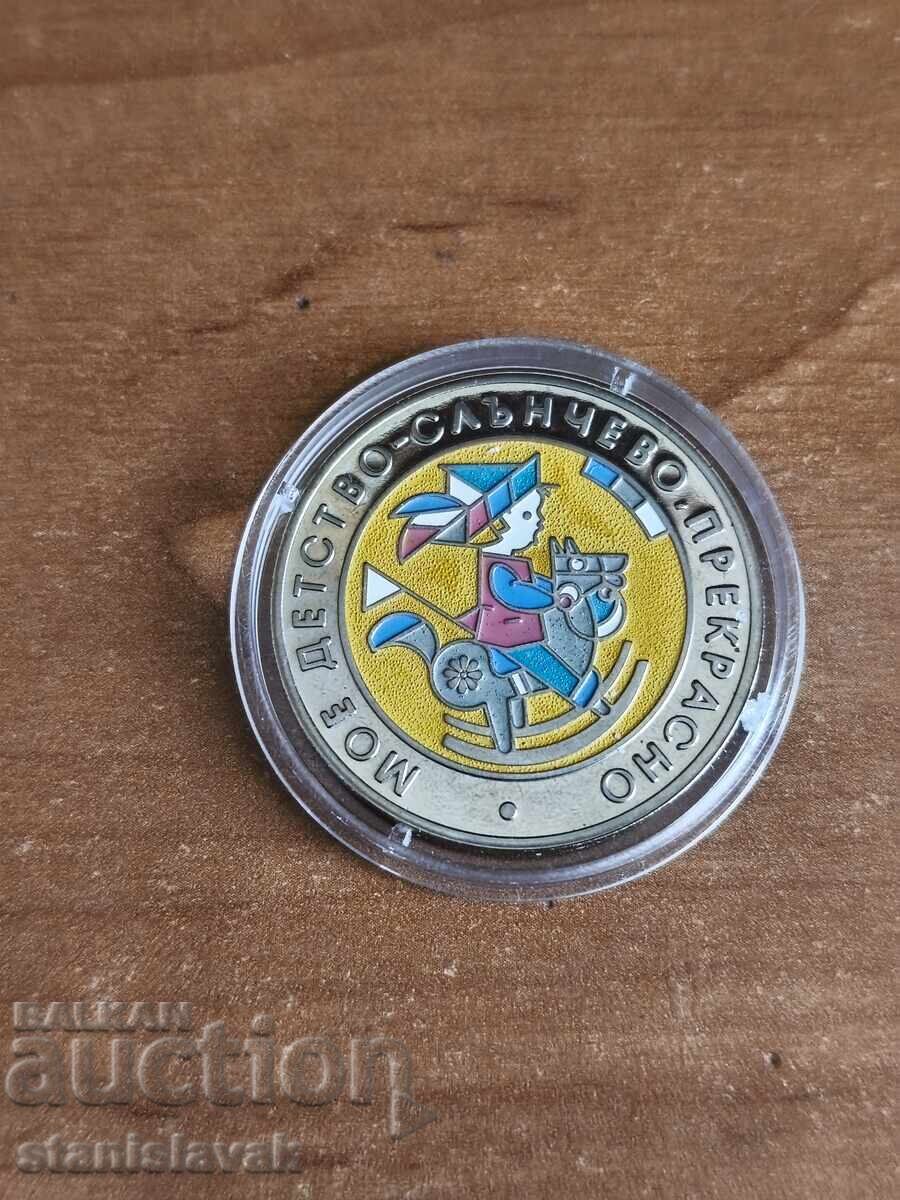 МОЕ ДЕТСТВО-СЛЪНЧЕВО, ПРЕКРАСНО
BALKAN
auction
stanislavak